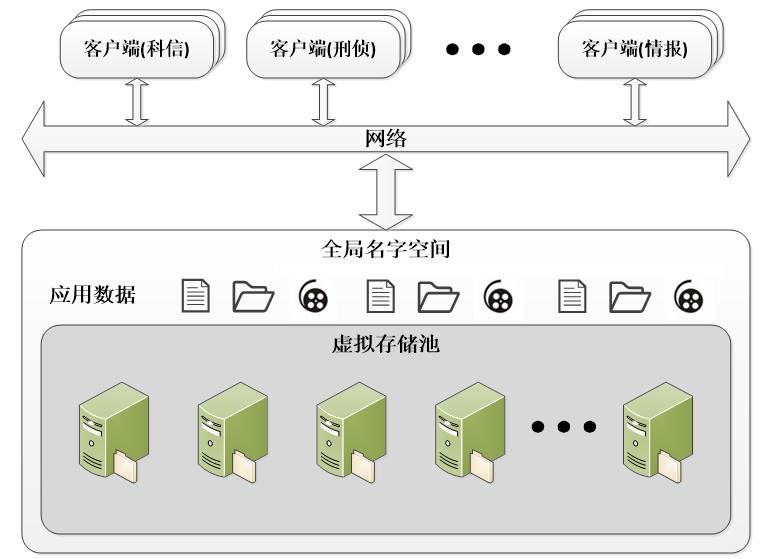 客户端(科信)
客户端(刑侦)
客户端(情报)
网络
全局名字空间
应用数据
虚拟存储池